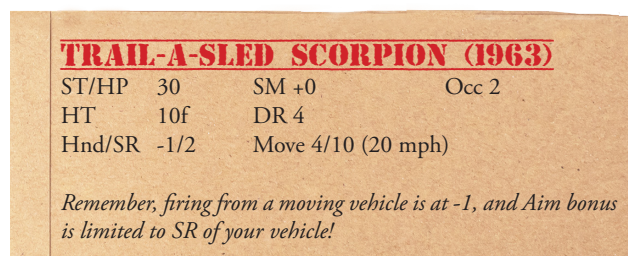 TRAIL-A-SLED SCORPION (1963)
ST/HP 30 SM +0 Occ 2
HT 10f DR 4
Hnd/SR -1/2 Move 4/10 (20 mph)
Remember, firing from a moving vehicle is at -1, and Aim bonus
is limited to SR of your vehicle!